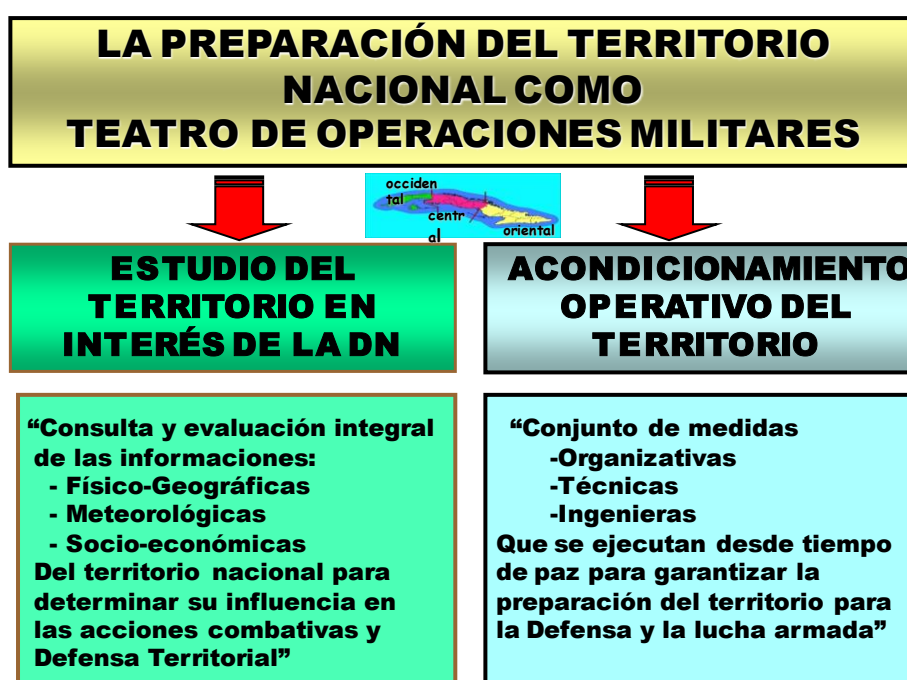 LA PREPARACIÓN DEL TERRITORIO
NACIONAL COMO
TEATRO DE OPERACIONES MILITARES
occiden
tal
centr
al
oriental
ESTUDIO DEL
TERRITORIO EN
INTERÉS DE LA DN
“Consulta y evaluación integral
de las informaciones:
- Físico-Geográficas
- Meteorológicas
- Socio-económicas
Del territorio nacional para
determinar su influencia en
las acciones combativas y
Defensa Territorial”
ACONDICIONAMIENTO
OPERATIVO DEL
TERRITORIO
“Conjunto de medidas
-Organizativas
-Técnicas
-Ingenieras
Que se ejecutan desde tiempo
de paz para garantizar la
preparación del territorio para
la Defensa y la lucha armada”